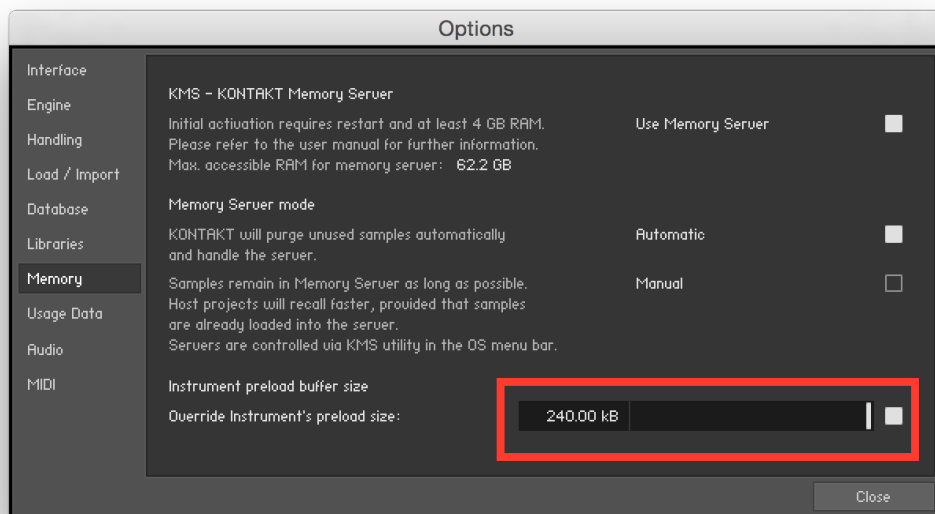 Options
Interface
Engine
Handling
Load / Import
Database
Libraries
Memory
Usage Data
Audio
MIDI
KMS - KONTAKT Memory Server
Initial activation requires restart and at least 4 GB RAM.
Please refer to the user manual for further information.
Max. accessible RAM for memory server: 62.2 GB
Use Memory Server
Memory Server mode
KONTAKT will purge unused samples automatically
and handle the server.
Automatic
Samples remain in Memory Server as long as possible.
Host projects will recall faster, provided that samples
are already loaded into the server.
Servers are controlled via KMS utility in the OS menu bar.
Manual
Instrument preload buffer size
Override Instrument's preload size: 240.00 kB
Close